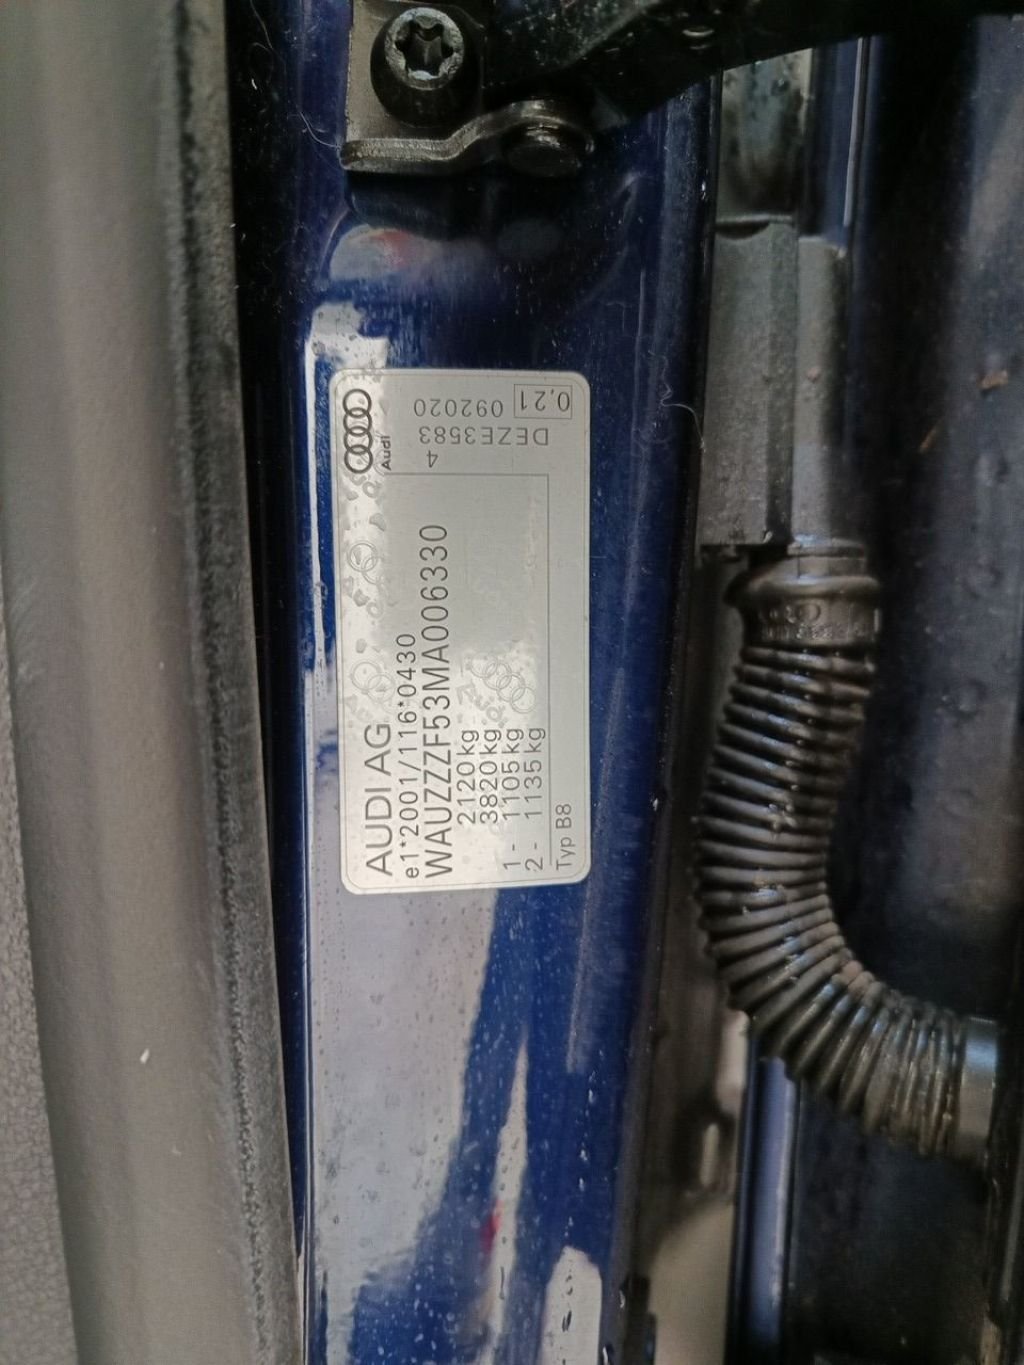 AUDI AG
e1*2001/116*0430
WAUZZZF53MA006330
2120 kg
3820 kg
1 - 1105 kg
2 - 1135 kg
Typ B8
Audi
4
DEZE3583
092020
0,21